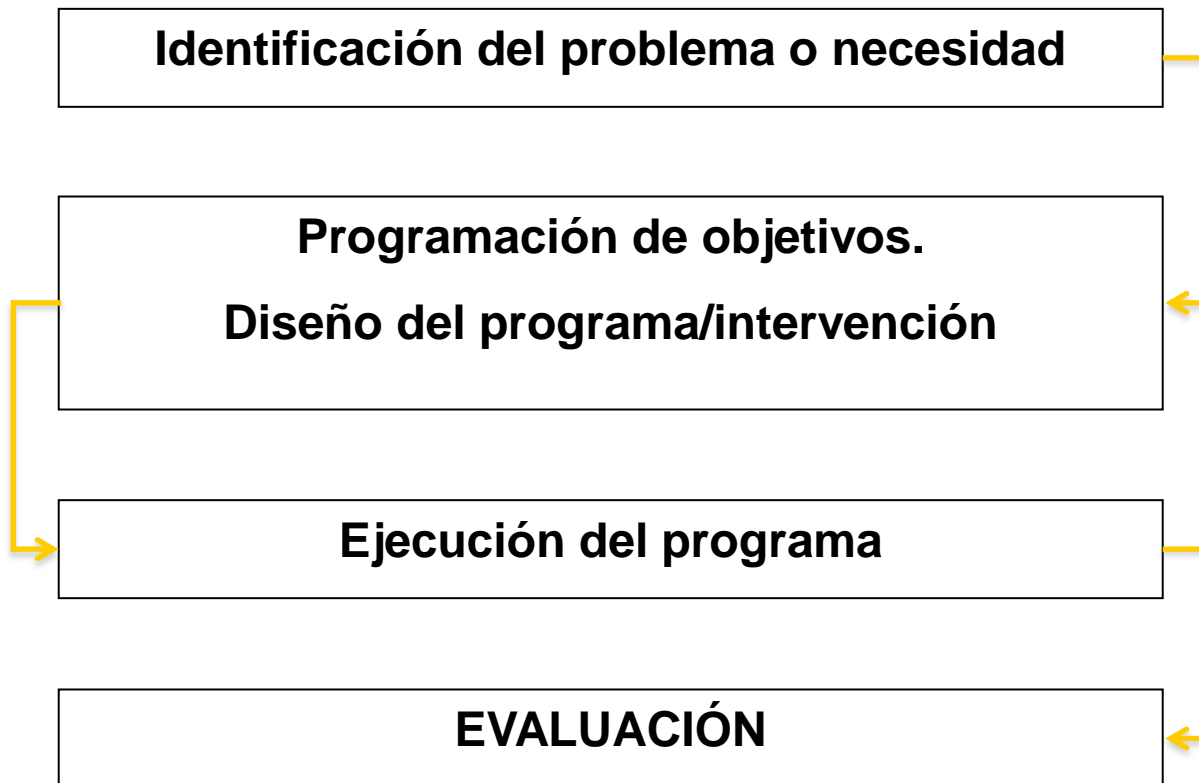 Identificación del problema o necesidad
Programación de objetivos.
Diseño del programa/intervención
Ejecución del programa
EVALUACIÓN